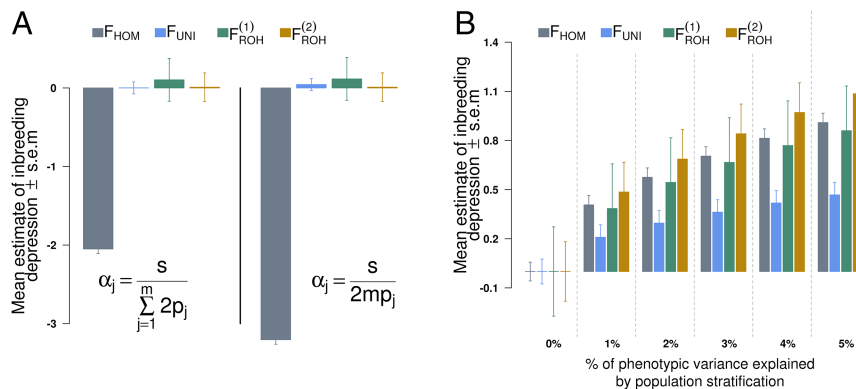 A
F_HOM F_UNI F_ROH^(1) F_ROH^(2)
Mean estimate of inbreeding
depression ± s.e.m
0
-1
-2
-3
α_j = s / Σ_{j=1}^{m} 2p_j
α_j = s / 2mp_j
B
F_HOM F_UNI F_ROH^(1) F_ROH^(2)
Mean estimate of inbreeding
depression ± s.e.m
1.4
1.1
0.8
0.5
0.2
-0.1
0% 1% 2% 3% 4% 5%
% of phenotypic variance explained
by population stratification